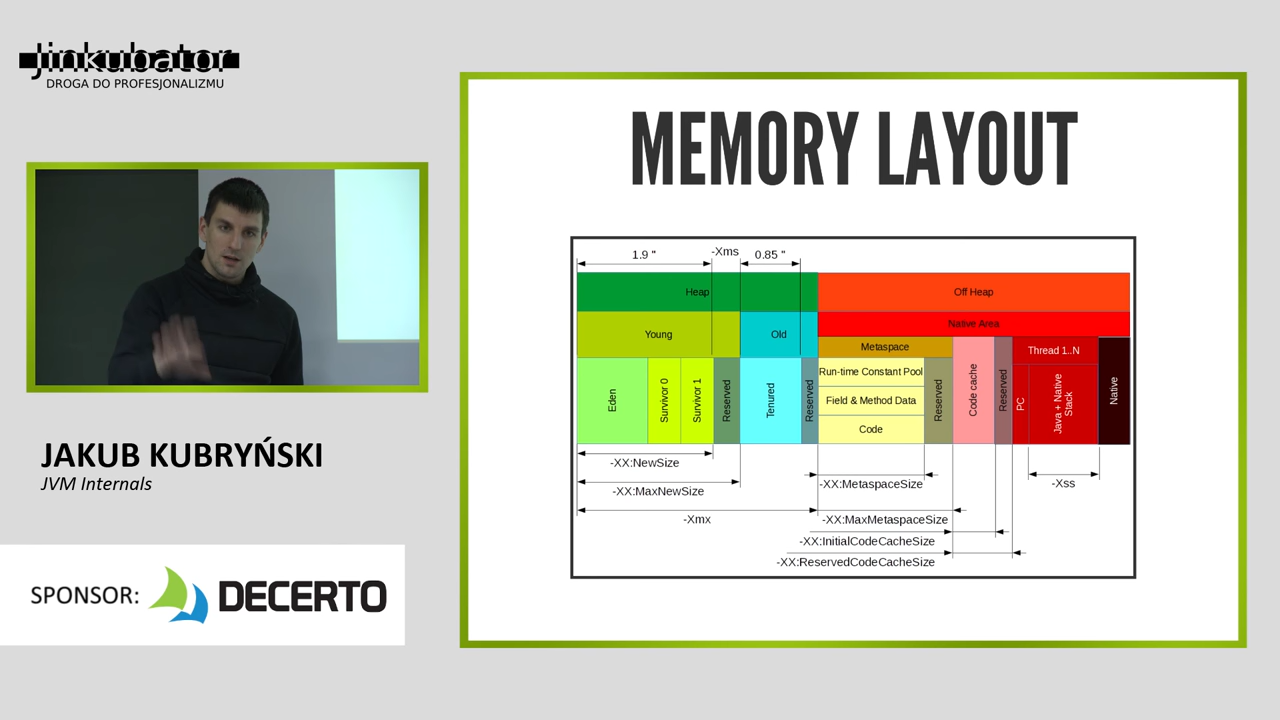 Jinkubator
DROGA DO PROFESJONALIZMU
JAKUB KUBRYŃSKI
JVM Internals
SPONSOR: DECERTO
MEMORY LAYOUT
1.9 " -Xms 0.85 "
Heap Off Heap
Young Old Native Area
Metaspace Thread 1..N
Eden Survivor 0 Survivor 1 Reserved Tenured Reserved
Run-time Constant Pool
Field & Method Data
Code
Reserved Code cache Reserved PC
Java + Native
Stack
Native
-XX:NewSize
-XX:MaxNewSize
-Xmx
-XX:MetaspaceSize -Xss
-XX:MaxMetaspaceSize
-XX:InitialCodeCacheSize
-XX:ReservedCodeCacheSize